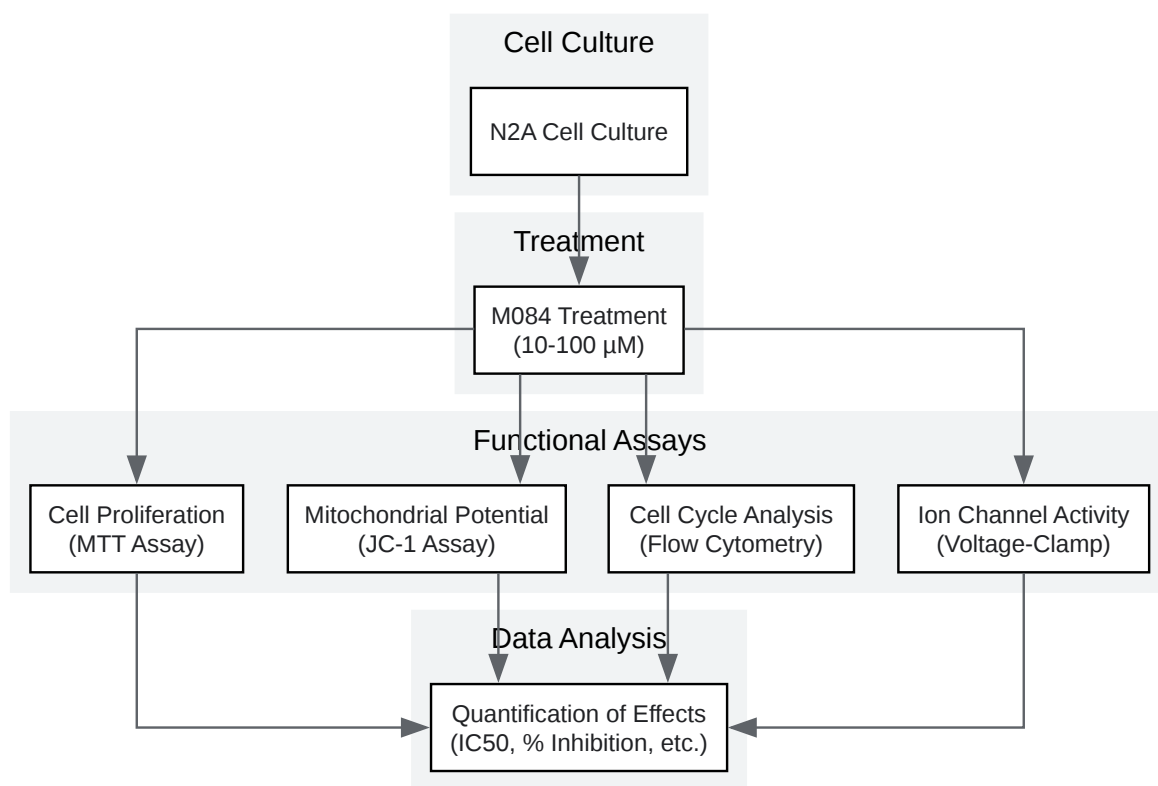 Cell Culture
N2A Cell Culture
Treatment
M084 Treatment
(10-100 µM)
Functional Assays
Cell Proliferation
(MTT Assay)
Mitochondrial Potential
(JC-1 Assay)
Cell Cycle Analysis
(Flow Cytometry)
Ion Channel Activity
(Voltage-Clamp)
Data Analysis
Quantification of Effects
(IC50, % Inhibition, etc.)